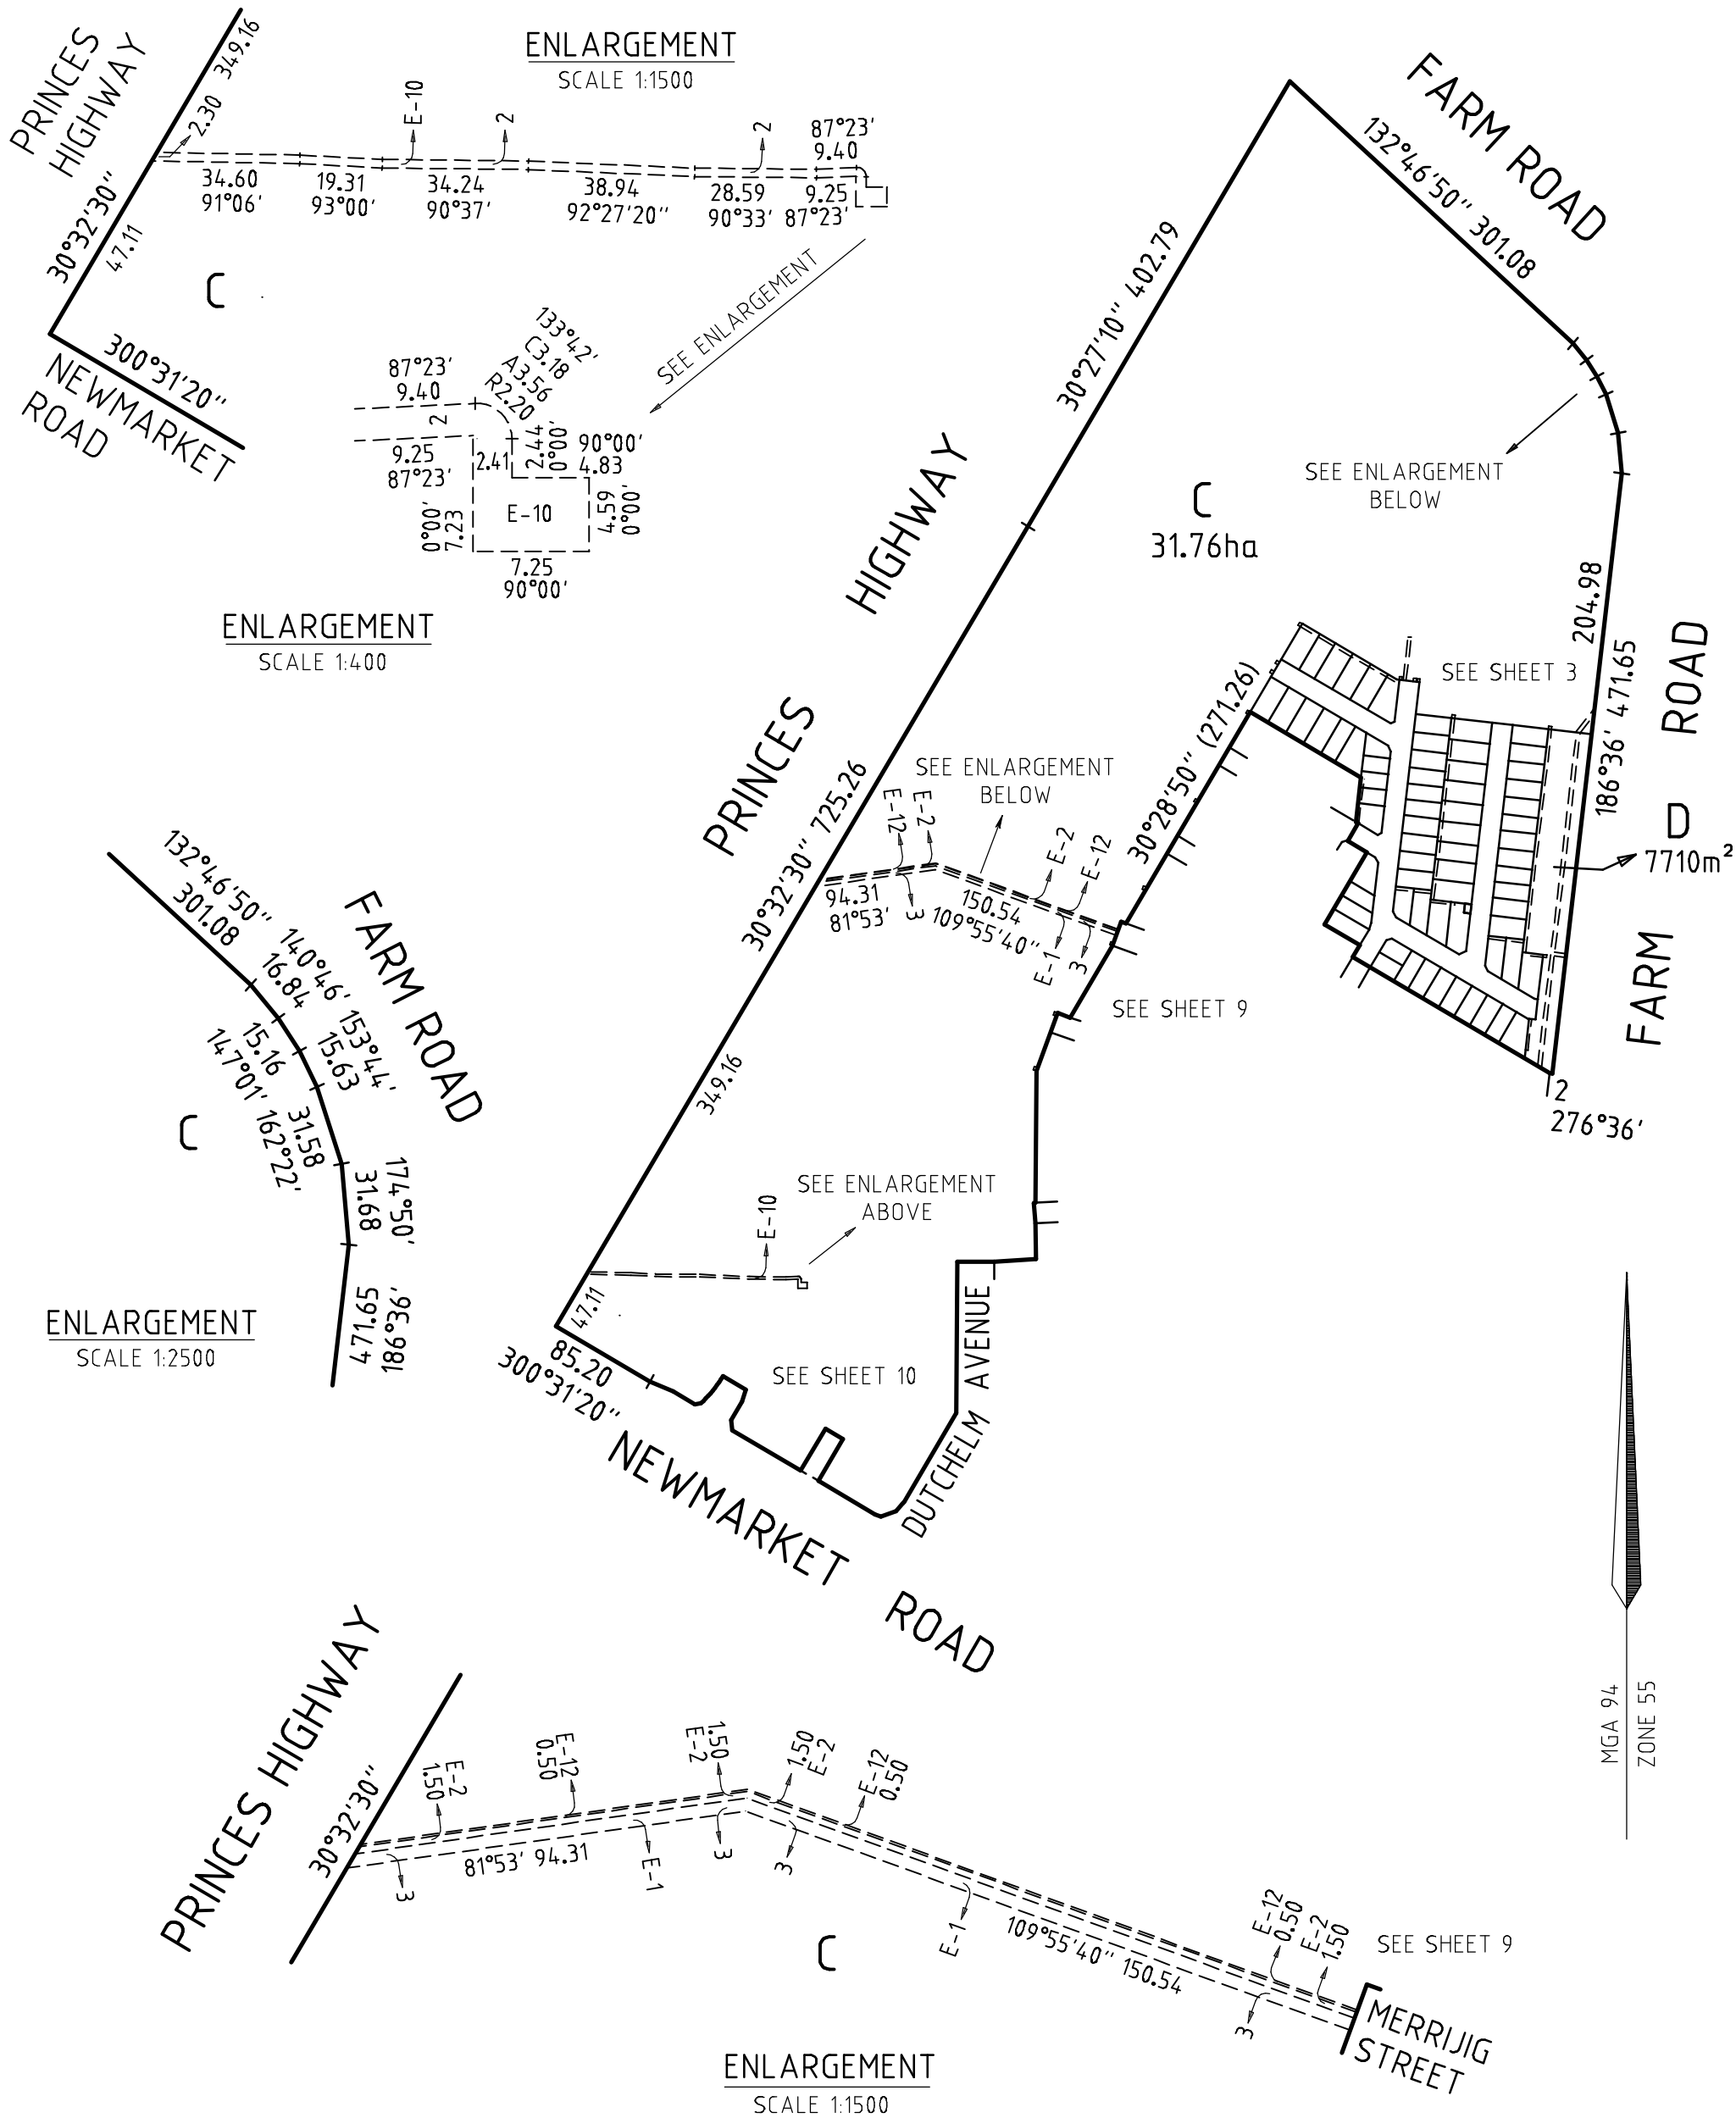 PRINCES
HIGHWAY
349.16
2.30
30°32'30"
47.11
C
300°31'20"
NEWMARKET
ROAD
ENLARGEMENT
SCALE 1:1500
E-10
2
2
87°23'
9.40
34.60
91°06'
19.31
93°00'
34.24
90°37'
38.94
92°27'20"
28.59
90°33'
9.25
87°23'
SEE ENLARGEMENT
133°42'
C3.18
A3.56
R2.20
87°23'
9.40
2
9.25
87°23'
2.41
2.44
0°00'
90°00'
4.83
E-10
4.59
0°00'
0°00'
7.23
7.25
90°00'
ENLARGEMENT
SCALE 1:400
FARM ROAD
132°46'50" 301.08
30°27'10" 402.79
SEE ENLARGEMENT
BELOW
C
31.76ha
PRINCES HIGHWAY
204.98
186°36' 471.65
FARM ROAD
SEE SHEET 3
30°28'50" (271.26)
SEE ENLARGEMENT
BELOW
30°32'30" 725.26
E-12
E-2
E-2
E-12
94.31
81°53'
3
150.54
109°55'40"
E-1
3
D
7710m²
SEE SHEET 9
2
276°36'
349.16
SEE ENLARGEMENT
ABOVE
E-10
47.11
85.20
300°31'20"
SEE SHEET 10
DUTCHELM AVENUE
NEWMARKET ROAD
132°46'50"
301.08
FARM ROAD
140°46'
16.84
15.16
147°01'
153°44'
15.63
31.58
162°22'
174°50'
31.68
471.65
186°36'
C
ENLARGEMENT
SCALE 1:2500
MGA 94
ZONE 55
PRINCES HIGHWAY
30°32'30"
E-2
1.50
E-12
0.50
1.50
E-2
1.50
E-2
E-12
0.50
3
81°53' 94.31
E-1
3
3
E-1
109°55'40" 150.54
C
E-12
0.50
E-2
1.50
3
SEE SHEET 9
MERRIJIG
STREET
ENLARGEMENT
SCALE 1:1500